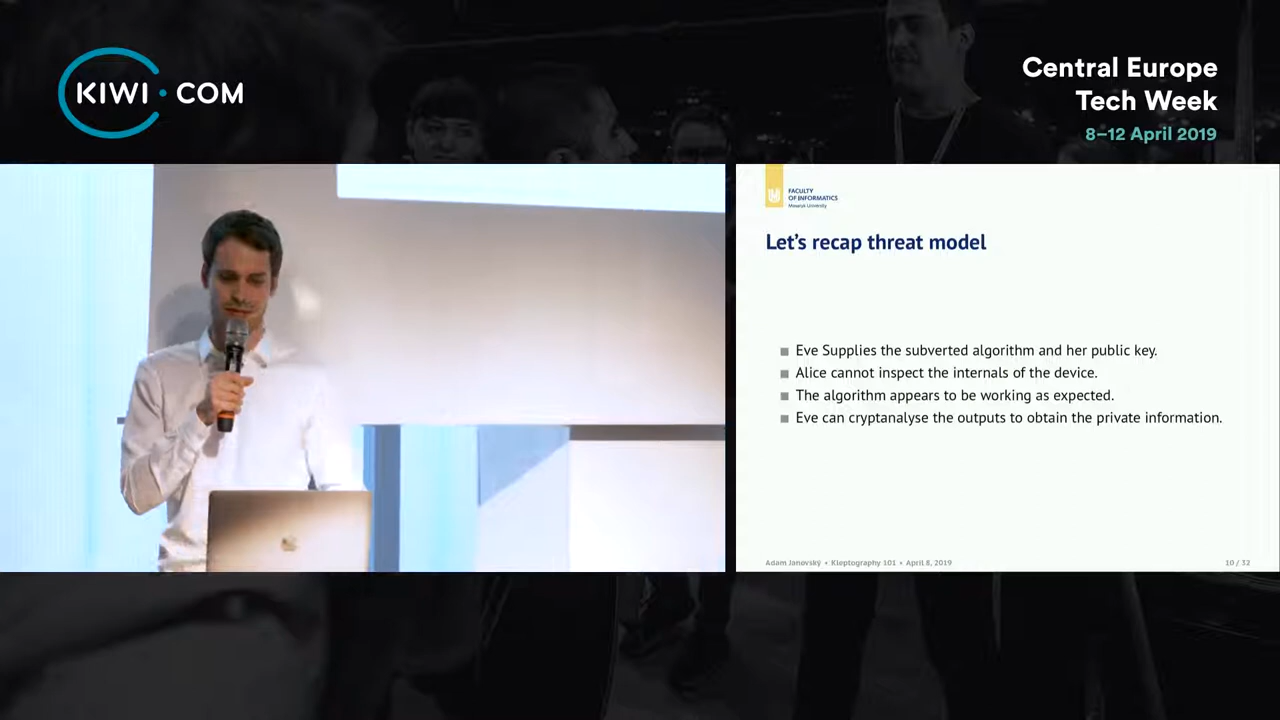 KIWI·COM
Central Europe
Tech Week
8–12 April 2019
FACULTY
OF INFORMATICS
Masaryk University
Let's recap threat model
Eve Supplies the subverted algorithm and her public key.
Alice cannot inspect the internals of the device.
The algorithm appears to be working as expected.
Eve can cryptanalyse the outputs to obtain the private information.
Adam Janovský • Kleptography 101 • April 8, 2019
10 / 32